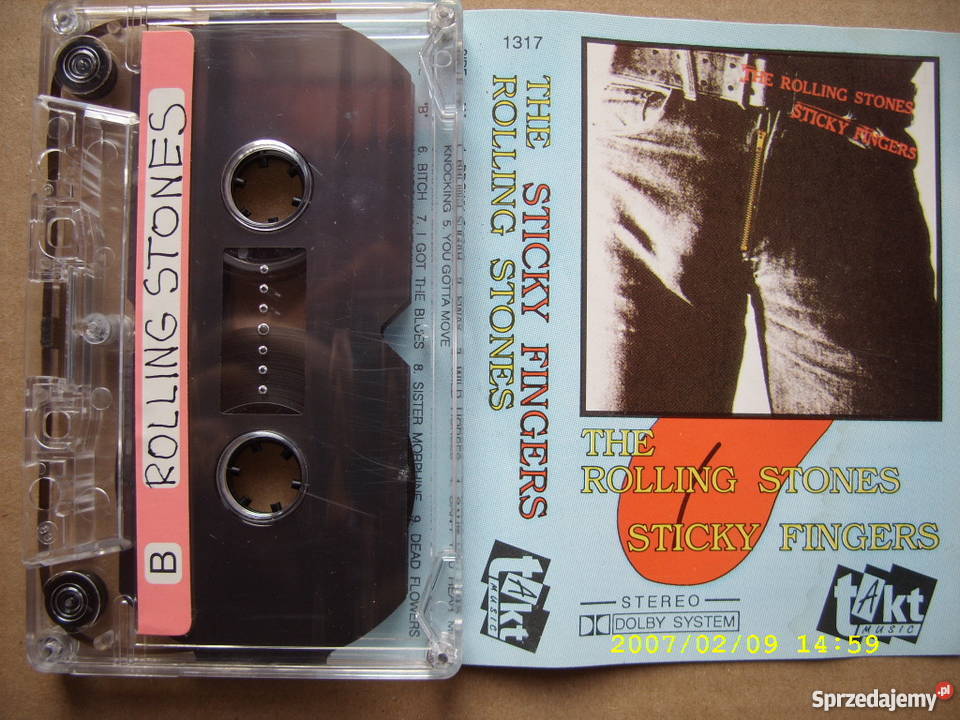 B ROLLING STONES
"B"
KNOCKING 5. YOU GOTTA MOVE
6. BITCH 7. I GOT THE BLUES 8. SISTER MORPHINE 9. DEAD FLOWERS
1317
THE STICKY FINGERS
ROLLING STONES
takt
MUSIC
THE ROLLING STONES
STICKY FINGERS
THE
ROLLING STONES
STICKY FINGERS
STEREO
DOLBY SYSTEM
takt
MUSIC
2007/02/09 14:59
Sprzedajemy.pl